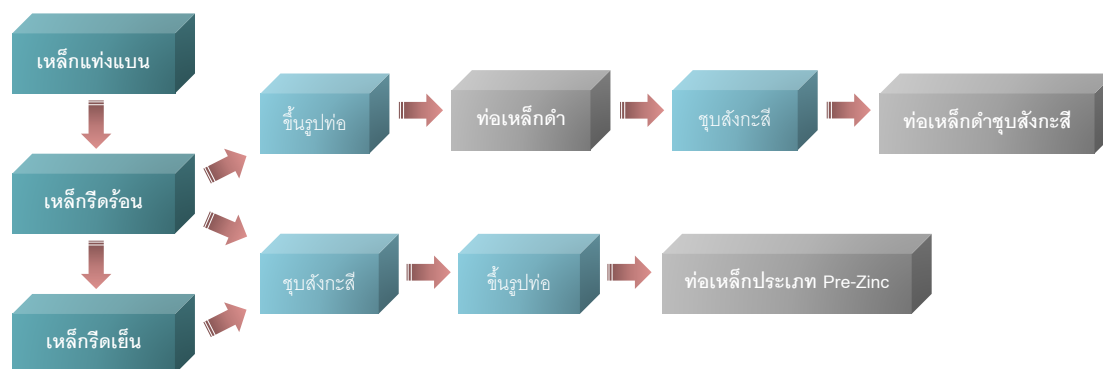 เหล็กแท่งแบน
ขึ้นรูปท่อ
ท่อเหล็กดำ
ชุบสังกะสี
ท่อเหล็กดำชุบสังกะสี
เหล็กรีดร้อน
ชุบสังกะสี
ขึ้นรูปท่อ
ท่อเหล็กประเภท Pre-Zinc
เหล็กรีดเย็น